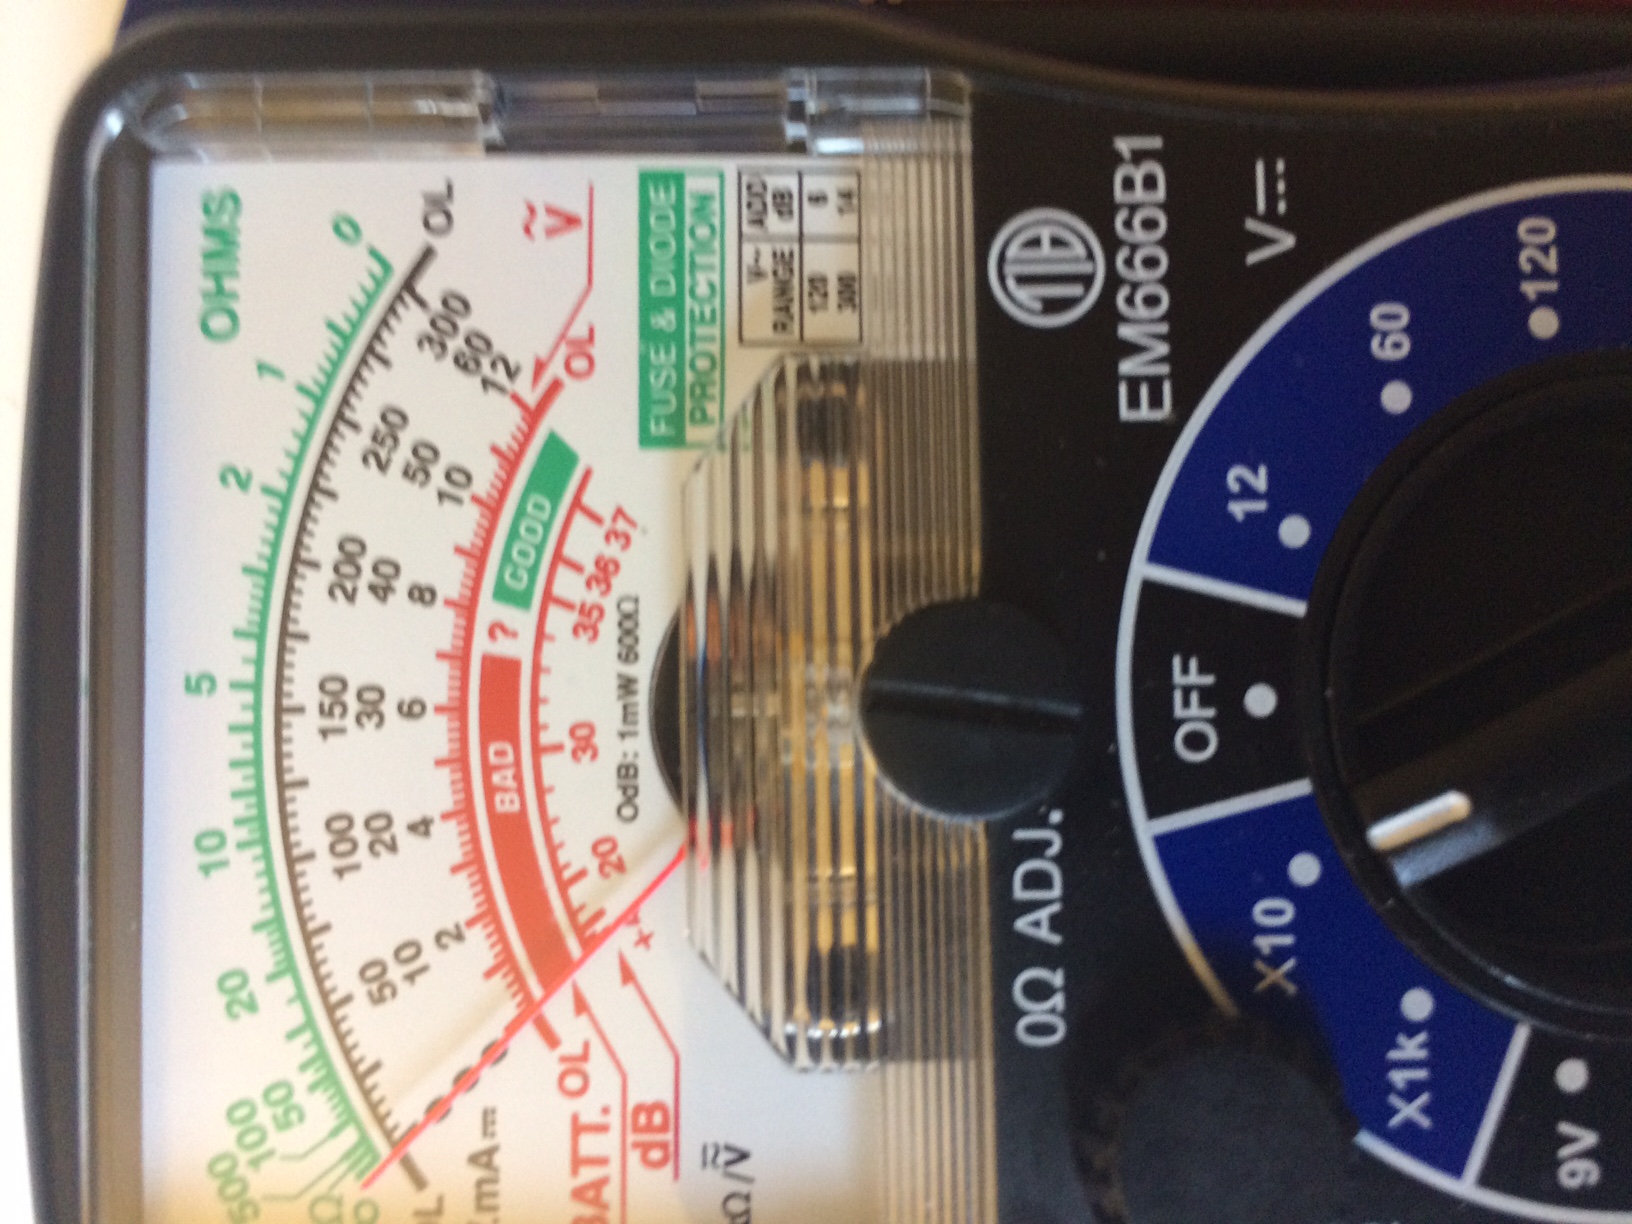 OHMS
500 100 50 20 10 5 2 1 0
OL
50 100 150 200 250 300
10 20 30 40 50 60
0 2 4 6 8 10 12
OL
V
BAD ? GOOD
OL
20 30 35 36 37
BATT.
dB
0dB: 1mW 600Ω
FUSE & DIODE
PROTECTION
V~ ADD
RANGE dB
120 6
300 14
Ω/V
0Ω ADJ.
EM666B1
V
OFF
12
60
120
X10
X1k
9V